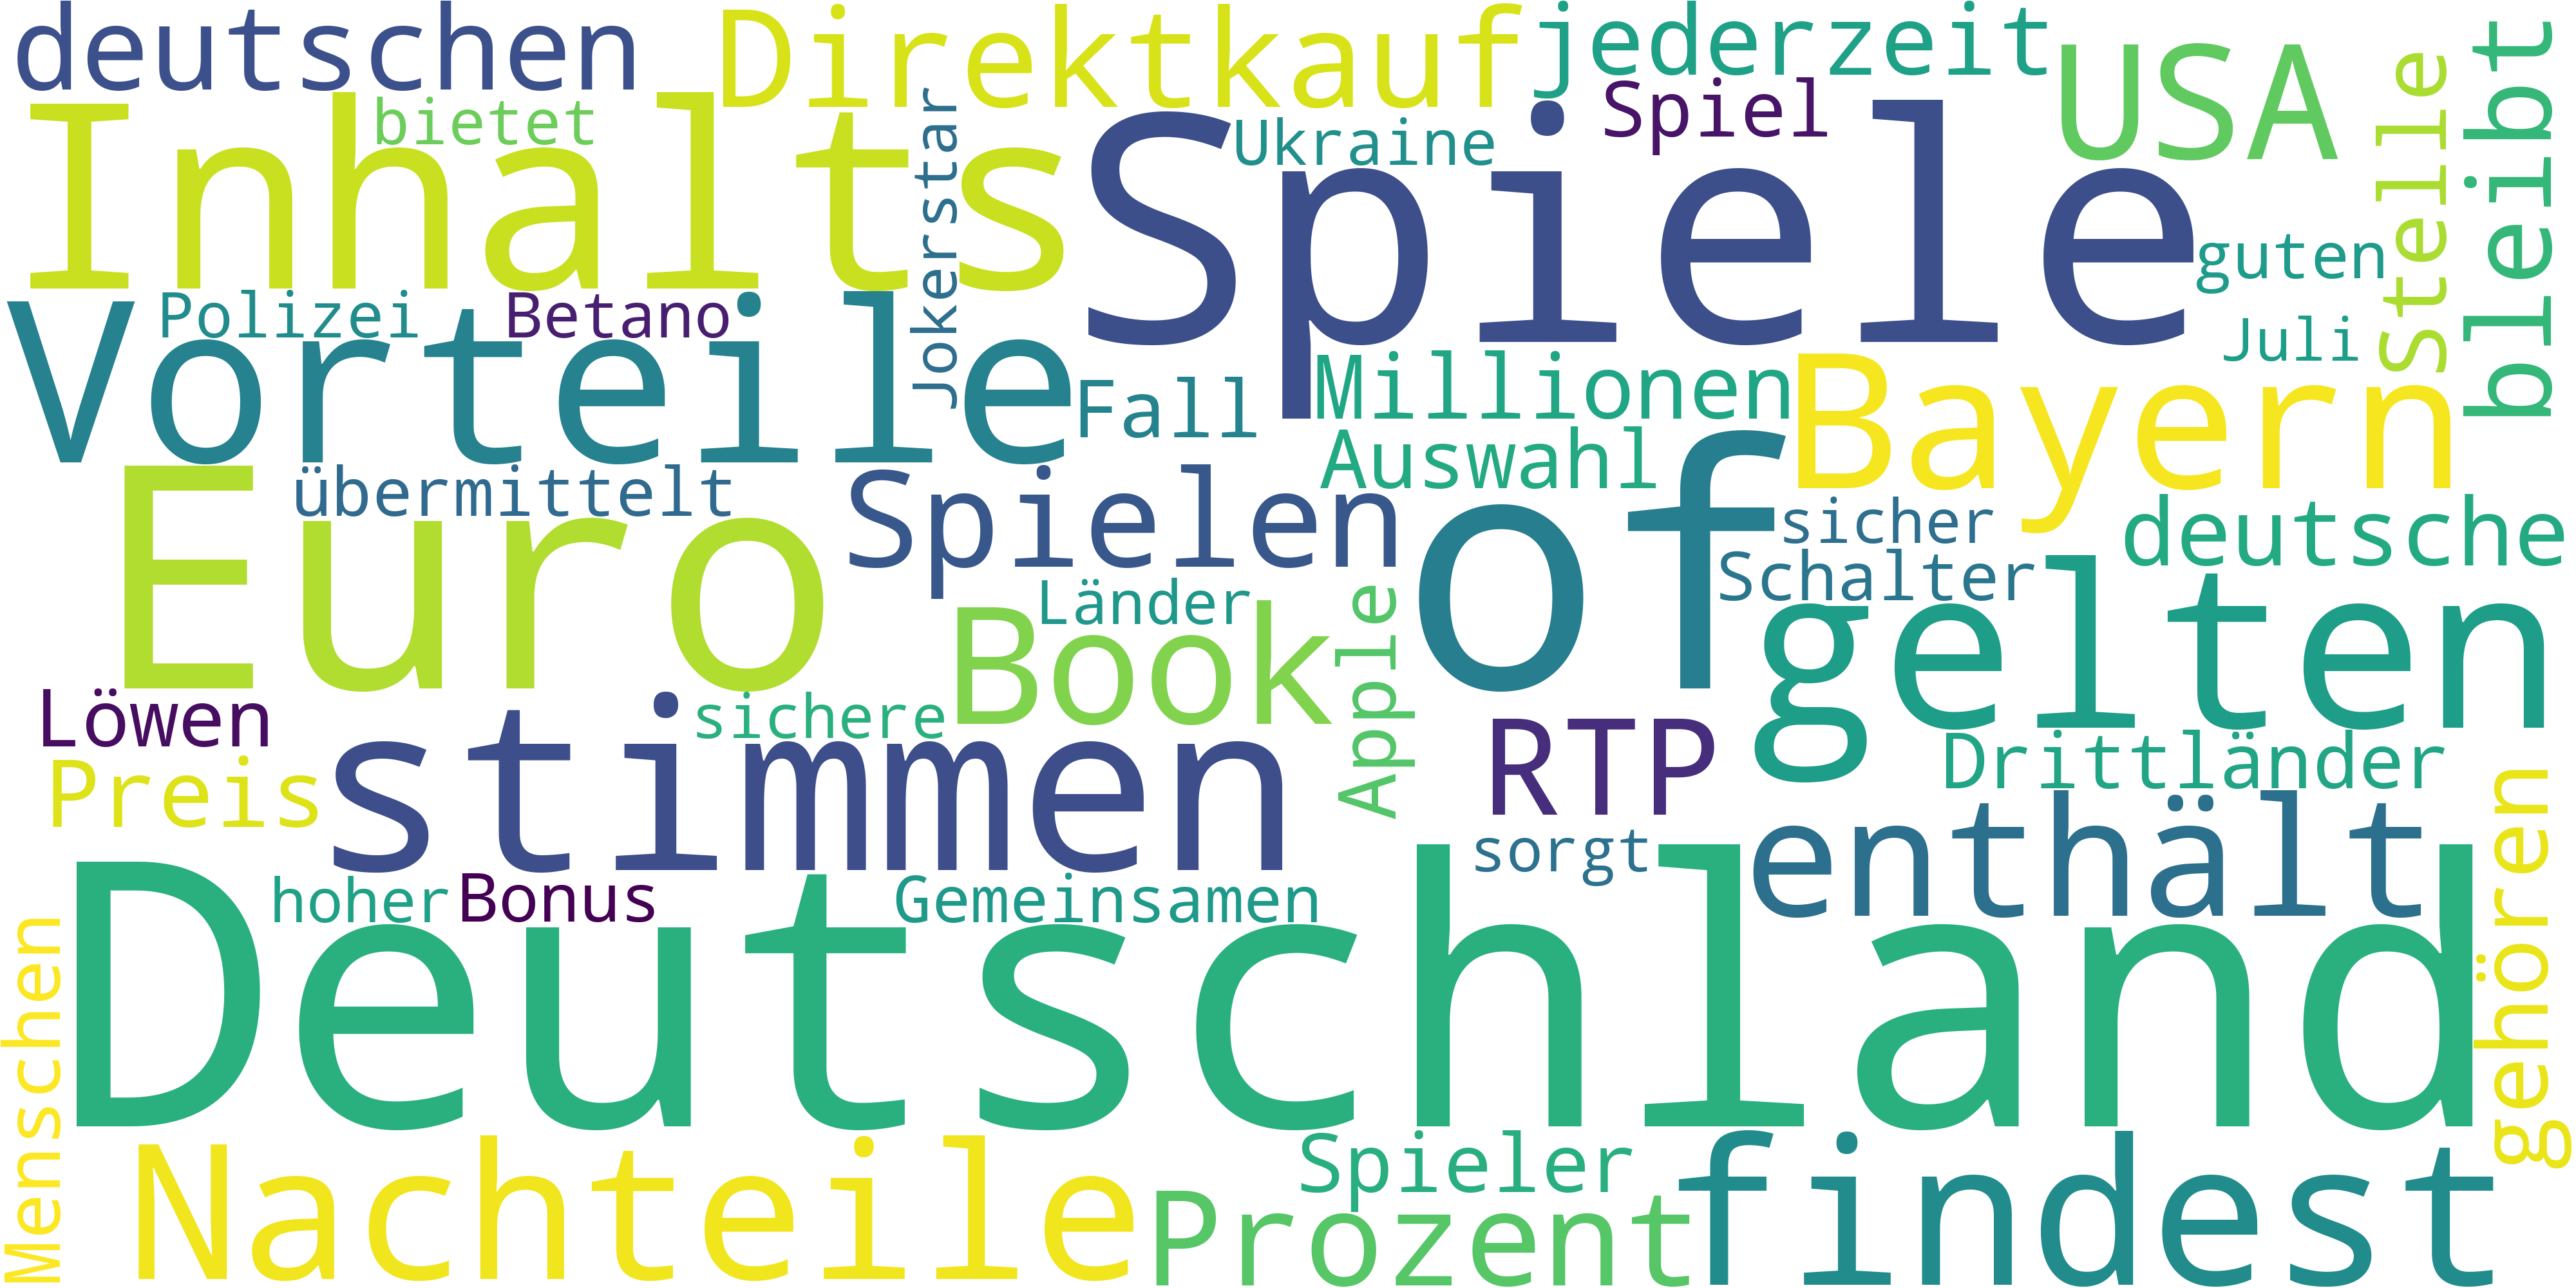 deutschen
Direktkauf
jederzeit
USA
Stelle
bleibt
Inhalts
bietet
Jokerstar
Spiele
Ukraine
Spiel
guten
Juli
Vorteile
Polizei
Betano
Fall
Millionen
Auswahl
Bayern
Euro
übermittelt
Spielen
of
sicher
Schalter
deutsche
Länder
Book
Apple
gelten
Löwen
Preis
sichere
stimmen
RTP
Drittländer
sorgt
enthält
gehören
hoher
Bonus
Gemeinsamen
Deutschland
Menschen
Nachteile
Spieler
Prozent
findest